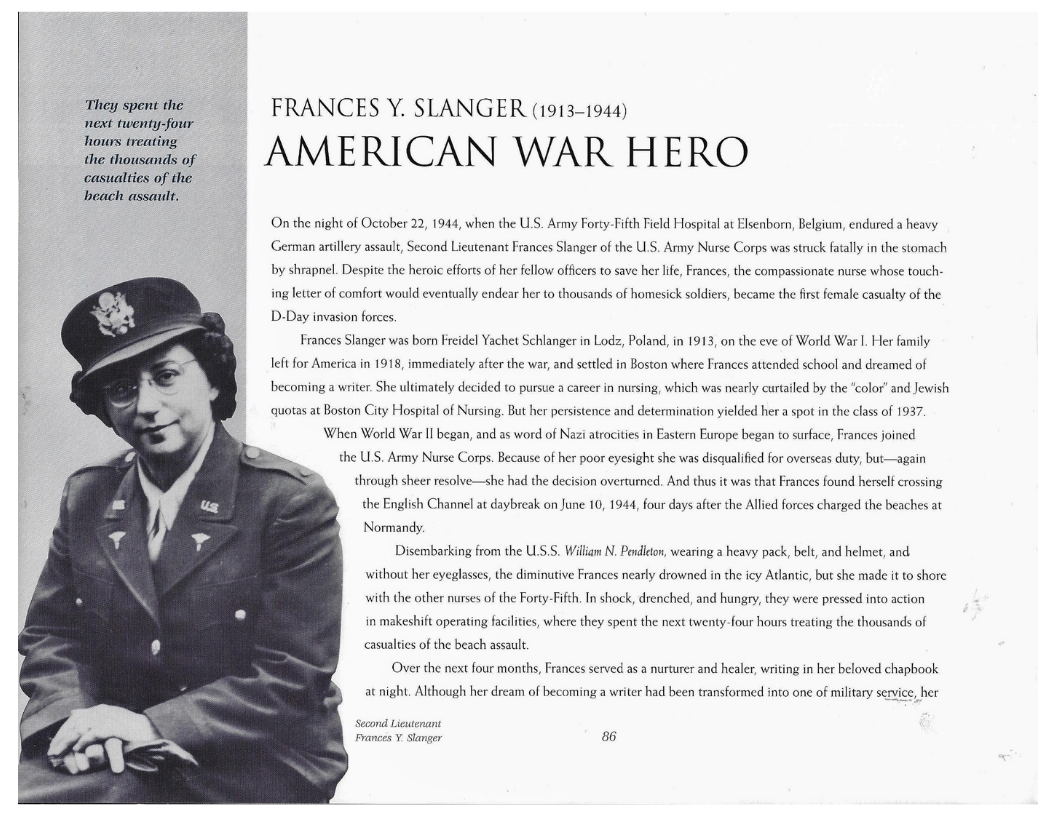 They spent the
next twenty-four
hours treating
the thousands of
casualties of the
beach assault.
FRANCES Y. SLANGER (1913–1944)
AMERICAN WAR HERO
On the night of October 22, 1944, when the U.S. Army Forty-Fifth Field Hospital at Elsenborn, Belgium, endured a heavy
German artillery assault, Second Lieutenant Frances Slanger of the U.S. Army Nurse Corps was struck fatally in the stomach
by shrapnel. Despite the heroic efforts of her fellow officers to save her life, Frances, the compassionate nurse whose touch-
ing letter of comfort would eventually endear her to thousands of homesick soldiers, became the first female casualty of the
D-Day invasion forces.
Frances Slanger was born Freidel Yachet Schlanger in Lodz, Poland, in 1913, on the eve of World War I. Her family
left for America in 1918, immediately after the war, and settled in Boston where Frances attended school and dreamed of
becoming a writer. She ultimately decided to pursue a career in nursing, which was nearly curtailed by the "color" and Jewish
quotas at Boston City Hospital of Nursing. But her persistence and determination yielded her a spot in the class of 1937.
When World War II began, and as word of Nazi atrocities in Eastern Europe began to surface, Frances joined
the U.S. Army Nurse Corps. Because of her poor eyesight she was disqualified for overseas duty, but—again
through sheer resolve—she had the decision overturned. And thus it was that Frances found herself crossing
the English Channel at daybreak on June 10, 1944, four days after the Allied forces charged the beaches at
Normandy.
Disembarking from the U.S.S. William N. Pendleton, wearing a heavy pack, belt, and helmet, and
without her eyeglasses, the diminutive Frances nearly drowned in the icy Atlantic, but she made it to shore
with the other nurses of the Forty-Fifth. In shock, drenched, and hungry, they were pressed into action
in makeshift operating facilities, where they spent the next twenty-four hours treating the thousands of
casualties of the beach assault.
Over the next four months, Frances served as a nurturer and healer, writing in her beloved chapbook
at night. Although her dream of becoming a writer had been transformed into one of military service, her
U.S.
Second Lieutenant
Frances Y. Slanger
86